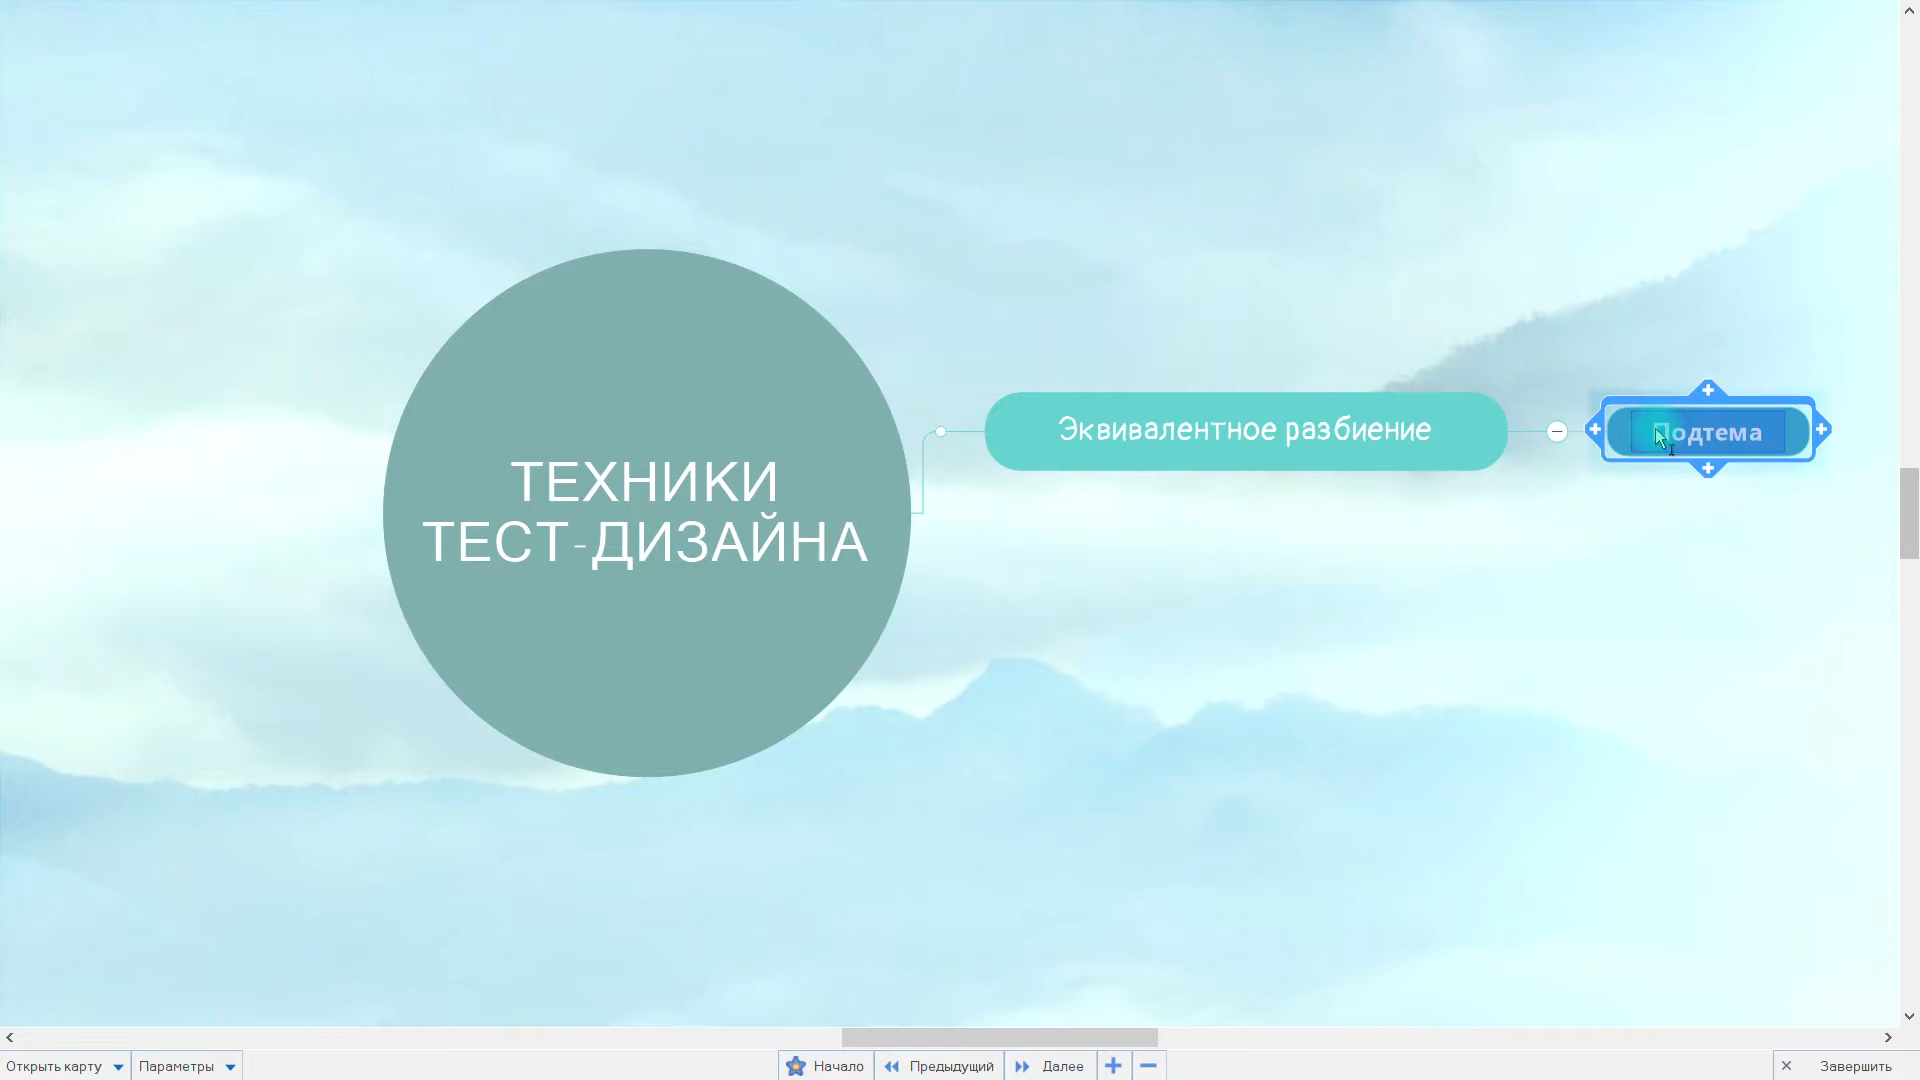 ТЕХНИКИ
ТЕСТ-ДИЗАЙНА
Эквивалентное разбиение
Подтема
Открыть карту
Параметры
Начало
Предыдущий
Далее
Завершить